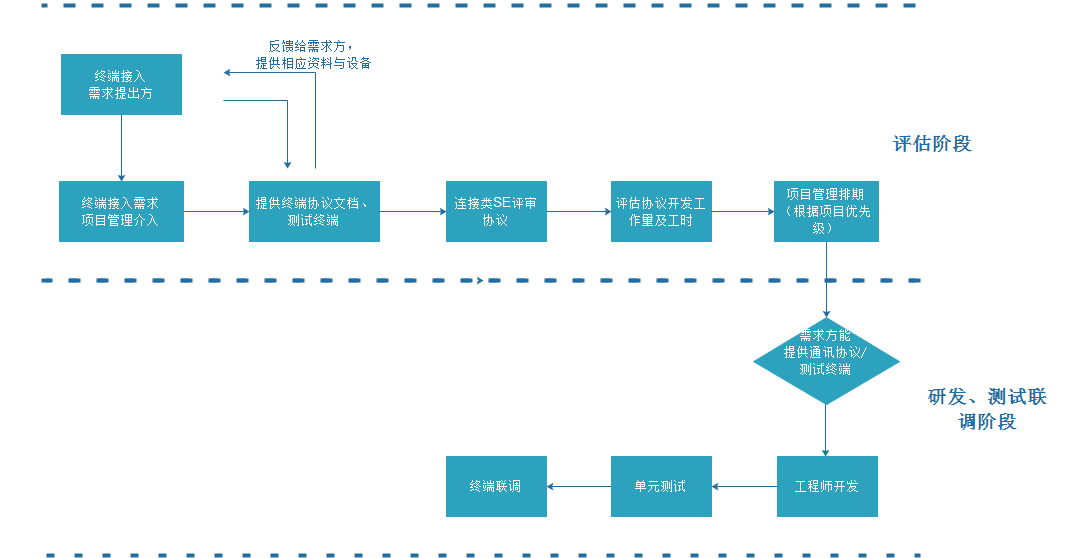 反馈给需求方，
提供相应资料与设备
终端接入
需求提出方
评估阶段
终端接入需求
项目管理介入
提供终端协议文档、
测试终端
连接类SE评审
协议
评估协议开发工
作量及工时
项目管理排期
（根据项目优先
级）
需求方能
提供通讯协议/
测试终端
研发、测试联
调阶段
终端联调
单元测试
工程师开发